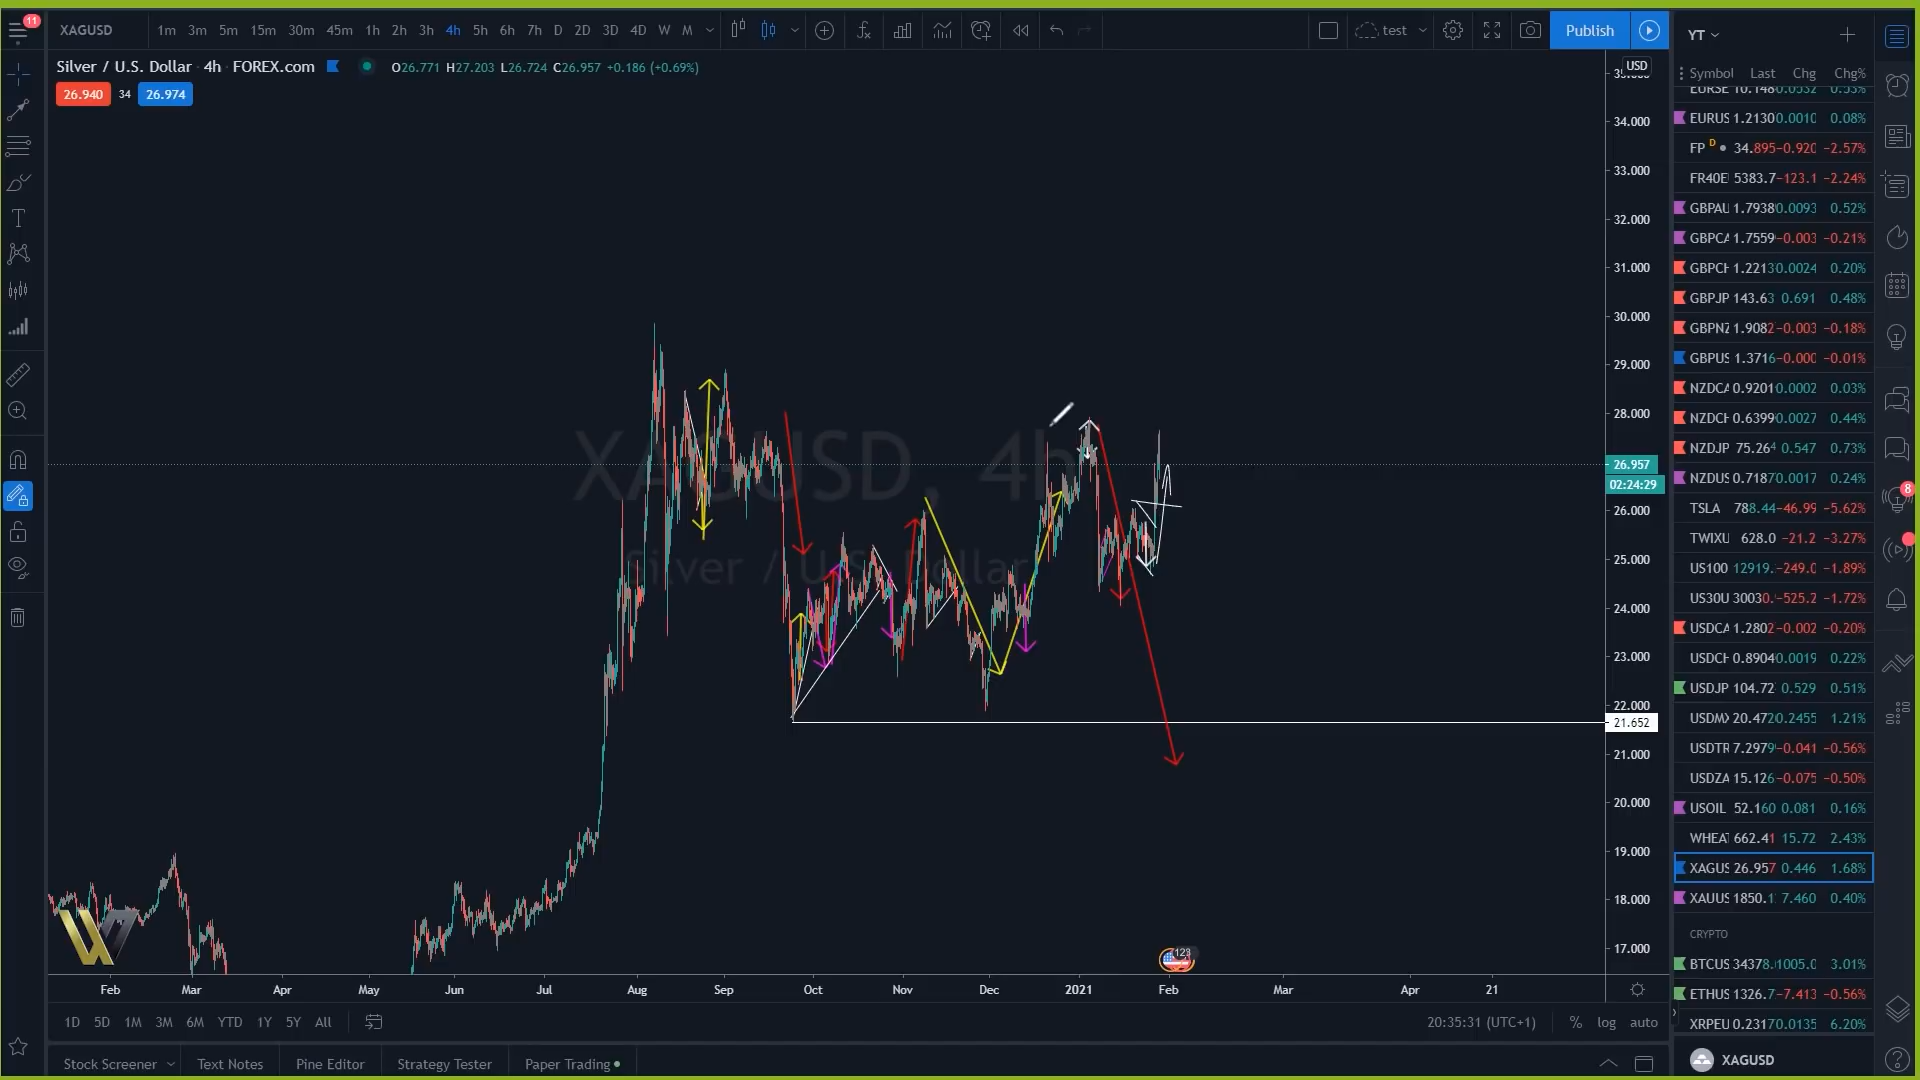 11
XAGUSD 1m 3m 5m 15m 30m 45m 1h 2h 3h 4h 5h 6h 7h D 2D 3D 4D W M
test
Publish
Silver / U.S. Dollar · 4h · FOREX.com O26.771 H27.203 L26.724 C26.957 +0.186 (+0.69%)
26.940 34 26.974
USD
34.000
33.000
32.000
31.000
30.000
29.000
28.000
26.957
02:24:29
26.000
25.000
24.000
23.000
22.000
21.652
21.000
20.000
19.000
18.000
17.000
XAGUSD, 4h
Silver / U.S. Dollar
123
Feb Mar Apr May Jun Jul Aug Sep Oct Nov Dec 2021 Feb Mar Apr 21
1D 5D 1M 3M 6M YTD 1Y 5Y All
20:35:31 (UTC+1) % log auto
Stock Screener Text Notes Pine Editor Strategy Tester Paper Trading
YT
Symbol Last Chg Chg%
EURUS 1.2130 0.0010 0.08%
FP D 34.895 -0.920 -2.57%
FR40E 5383.7 -123.1 -2.24%
GBPAU 1.7938 0.0093 0.52%
GBPCA 1.7559 -0.003 -0.21%
GBPCH 1.2213 0.0024 0.20%
GBPJP 143.63 0.691 0.48%
GBPNZ 1.9082 -0.003 -0.18%
GBPUS 1.3716 -0.000 -0.01%
NZDCA 0.9201 0.0002 0.03%
NZDCH 0.6399 0.0027 0.44%
NZDJP 75.264 0.547 0.73%
NZDUS 0.7187 0.0017 0.24%
TSLA 788.44 -46.99 -5.62%
TWIXU 628.0 -21.2 -3.27%
US100 12919. -249.0 -1.89%
US30U 3003 -525.2 -1.72%
USDCA 1.2802 -0.002 -0.20%
USDCH 0.8904 0.0019 0.22%
USDJP 104.72 0.529 0.51%
USDMX 20.472 0.2455 1.21%
USDTR 7.2979 -0.041 -0.56%
USDZA 15.126 -0.075 -0.50%
USOIL 52.160 0.081 0.16%
WHEAT 662.41 15.72 2.43%
XAGUS 26.957 0.446 1.68%
XAUUS 1850.1 7.460 0.40%
CRYPTO
BTCUS 34378. 1005.0 3.01%
ETHUS 1326.7 -7.413 -0.56%
XRPEU 0.2317 0.0135 6.20%
XAGUSD
8